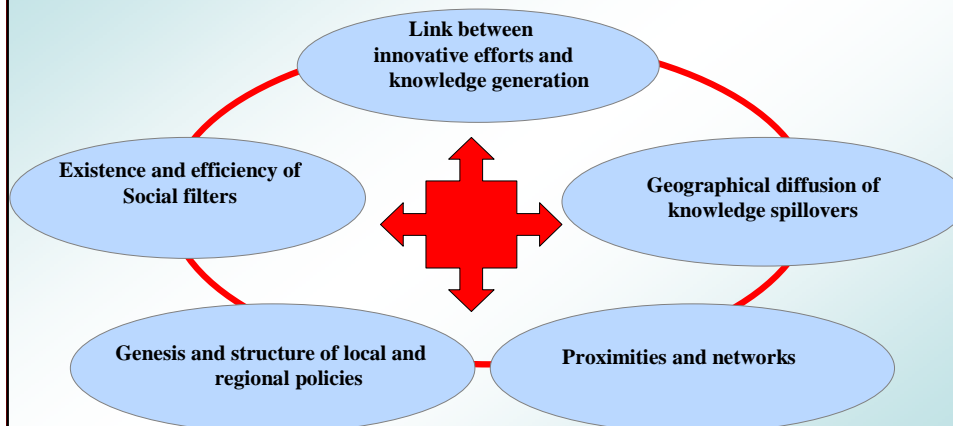 Link between
innovative efforts and
knowledge generation
Existence and efficiency of
Social filters
Geographical diffusion of
knowledge spillovers
Genesis and structure of local and
regional policies
Proximities and networks